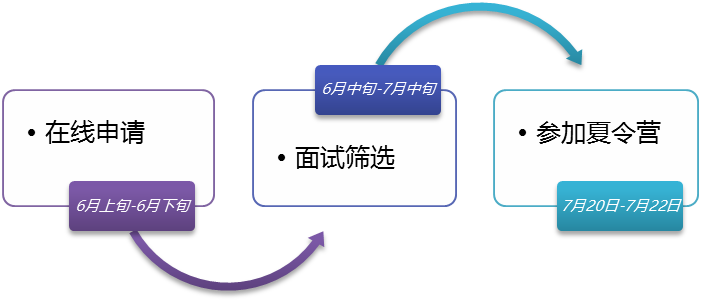 • 在线申请
6月上旬-6月下旬
6月中旬-7月中旬
• 面试筛选
• 参加夏令营
7月20日-7月22日